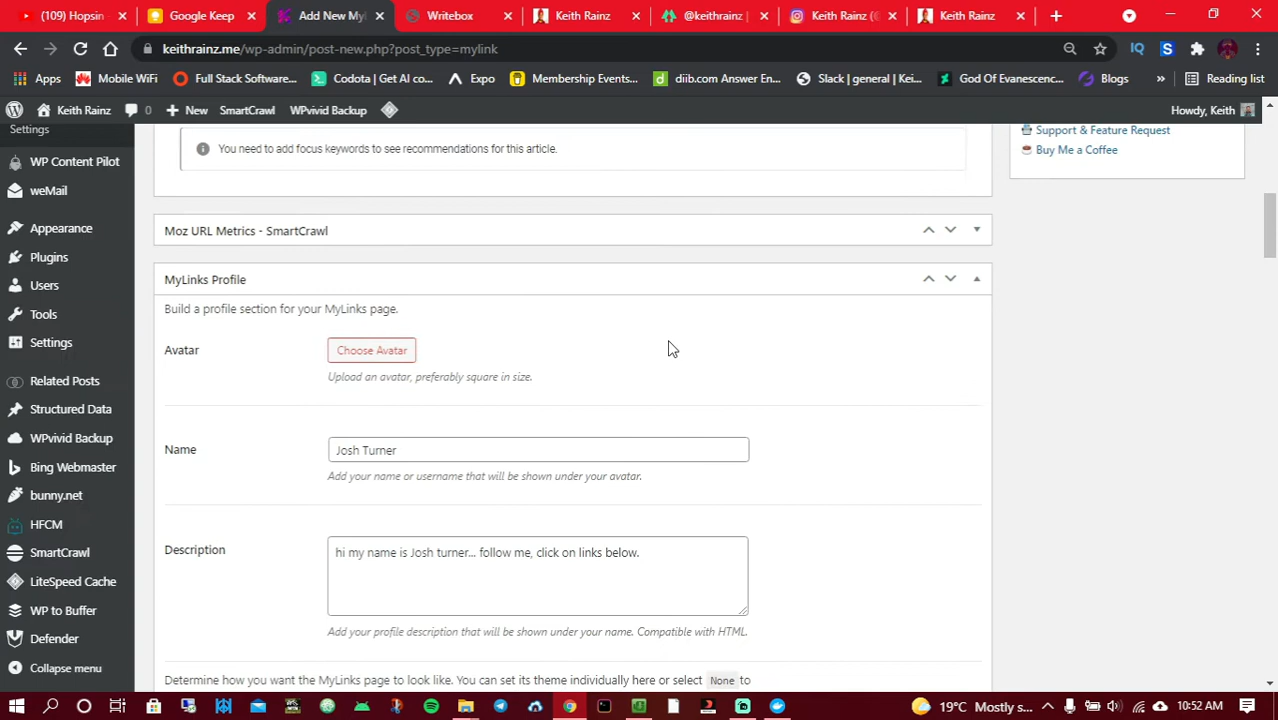 (109) Hopsin -
Google Keep
Add New My
Writebox
Keith Rainz
@keithrainz |
Keith Rainz (@
Keith Rainz
keithrainz.me/wp-admin/post-new.php?post_type=mylink
Apps
Mobile WiFi
Full Stack Software...
Codota | Get AI co...
Expo
Membership Events...
diib.com Answer En...
Slack | general | Kei...
God Of Evanescenc...
Blogs
»
Reading list
Keith Rainz
0
New
SmartCrawl
WPvivid Backup
Howdy, Keith
Settings
WP Content Pilot
weMail
Appearance
Plugins
Users
Tools
Settings
Related Posts
Structured Data
WPvivid Backup
Bing Webmaster
bunny.net
HFCM
SmartCrawl
LiteSpeed Cache
WP to Buffer
Defender
Collapse menu
You need to add focus keywords to see recommendations for this article.
Support & Feature Request
Buy Me a Coffee
Moz URL Metrics - SmartCrawl
MyLinks Profile
Build a profile section for your MyLinks page.
Avatar
Choose Avatar
Upload an avatar, preferably square in size.
Name
Josh Turner
Add your name or username that will be shown under your avatar.
Description
hi my name is Josh turner... follow me, click on links below.
Add your profile description that will be shown under your name. Compatible with HTML.
Determine how you want the MyLinks page to look like. You can set its theme individually here or select None to
19°C Mostly s...
10:52 AM